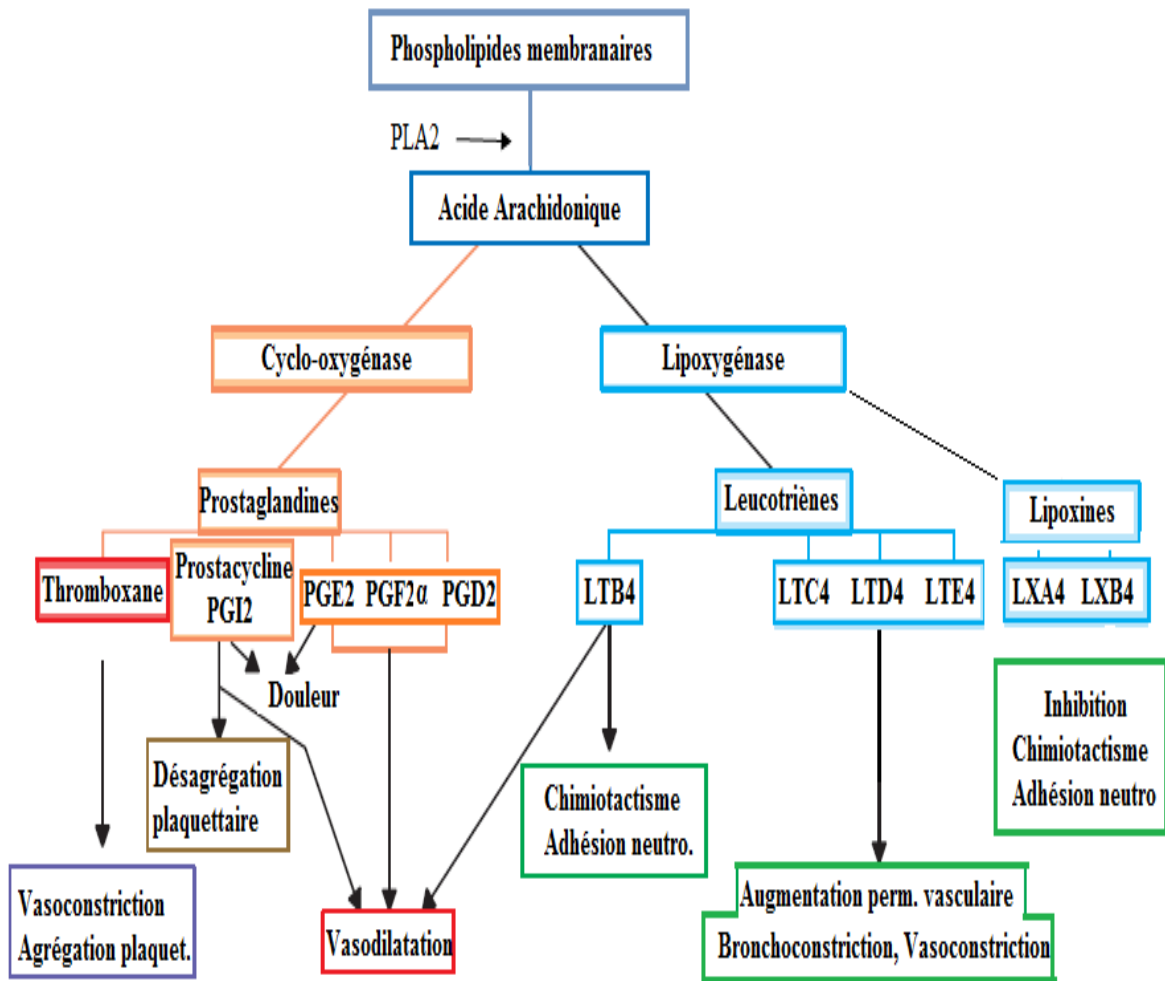 Phospholipides membranaires
PLA2
Acide Arachidonique
Cyclo-oxygénase
Lipoxygénase
Prostaglandines
Leucotriènes
Lipoxines
Thromboxane
Prostacycline
PGI2
PGE2 PGF2α PGD2
LTB4
LTC4 LTD4 LTE4
LXA4 LXB4
Douleur
Désagrégation
plaquettaire
Chimiotactisme
Adhésion neutro.
Inhibition
Chimiotactisme
Adhésion neutro
Vasoconstriction
Agrégation plaquet.
Vasodilatation
Augmentation perm. vasculaire
Bronchoconstriction, Vasoconstriction